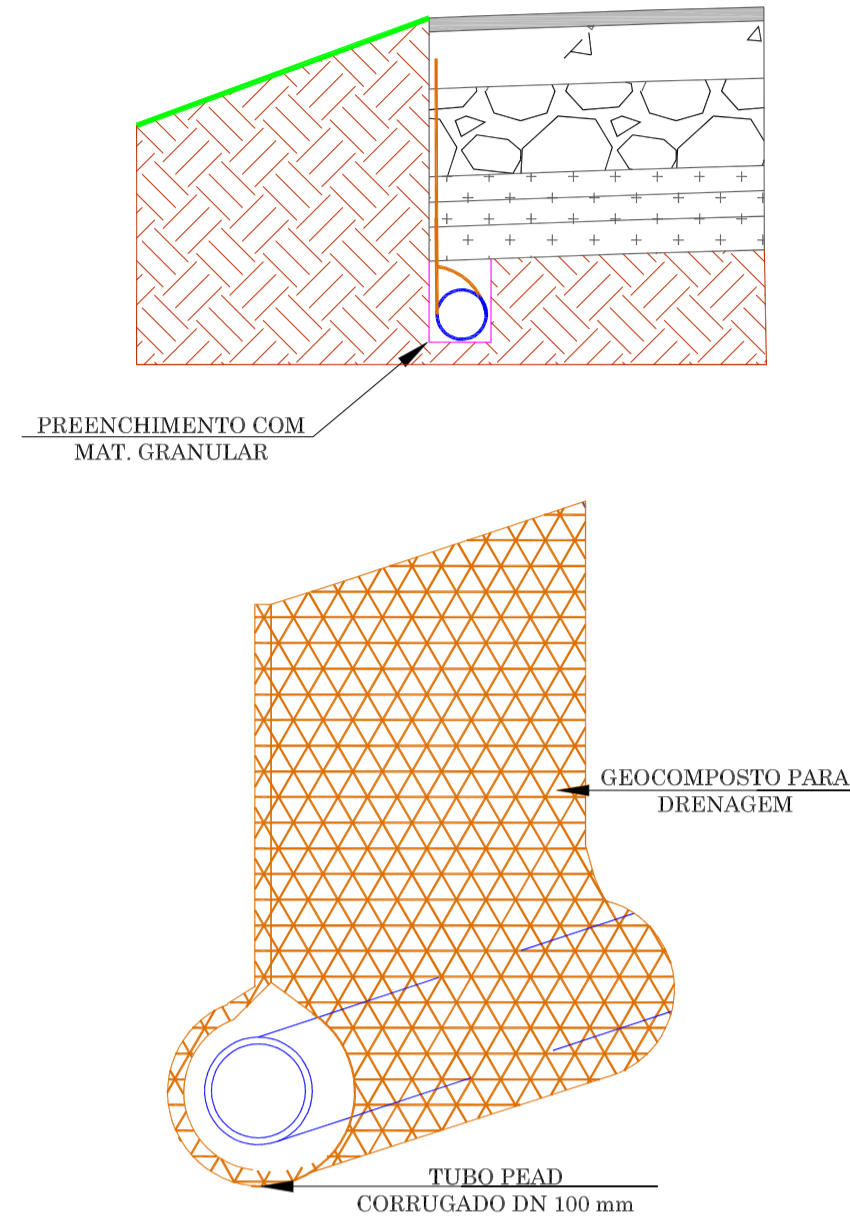 PREENCHIMENTO COM
MAT. GRANULAR
GEOCOMPOSTO PARA
DRENAGEM
TUBO PEAD
CORRUGADO DN 100 mm